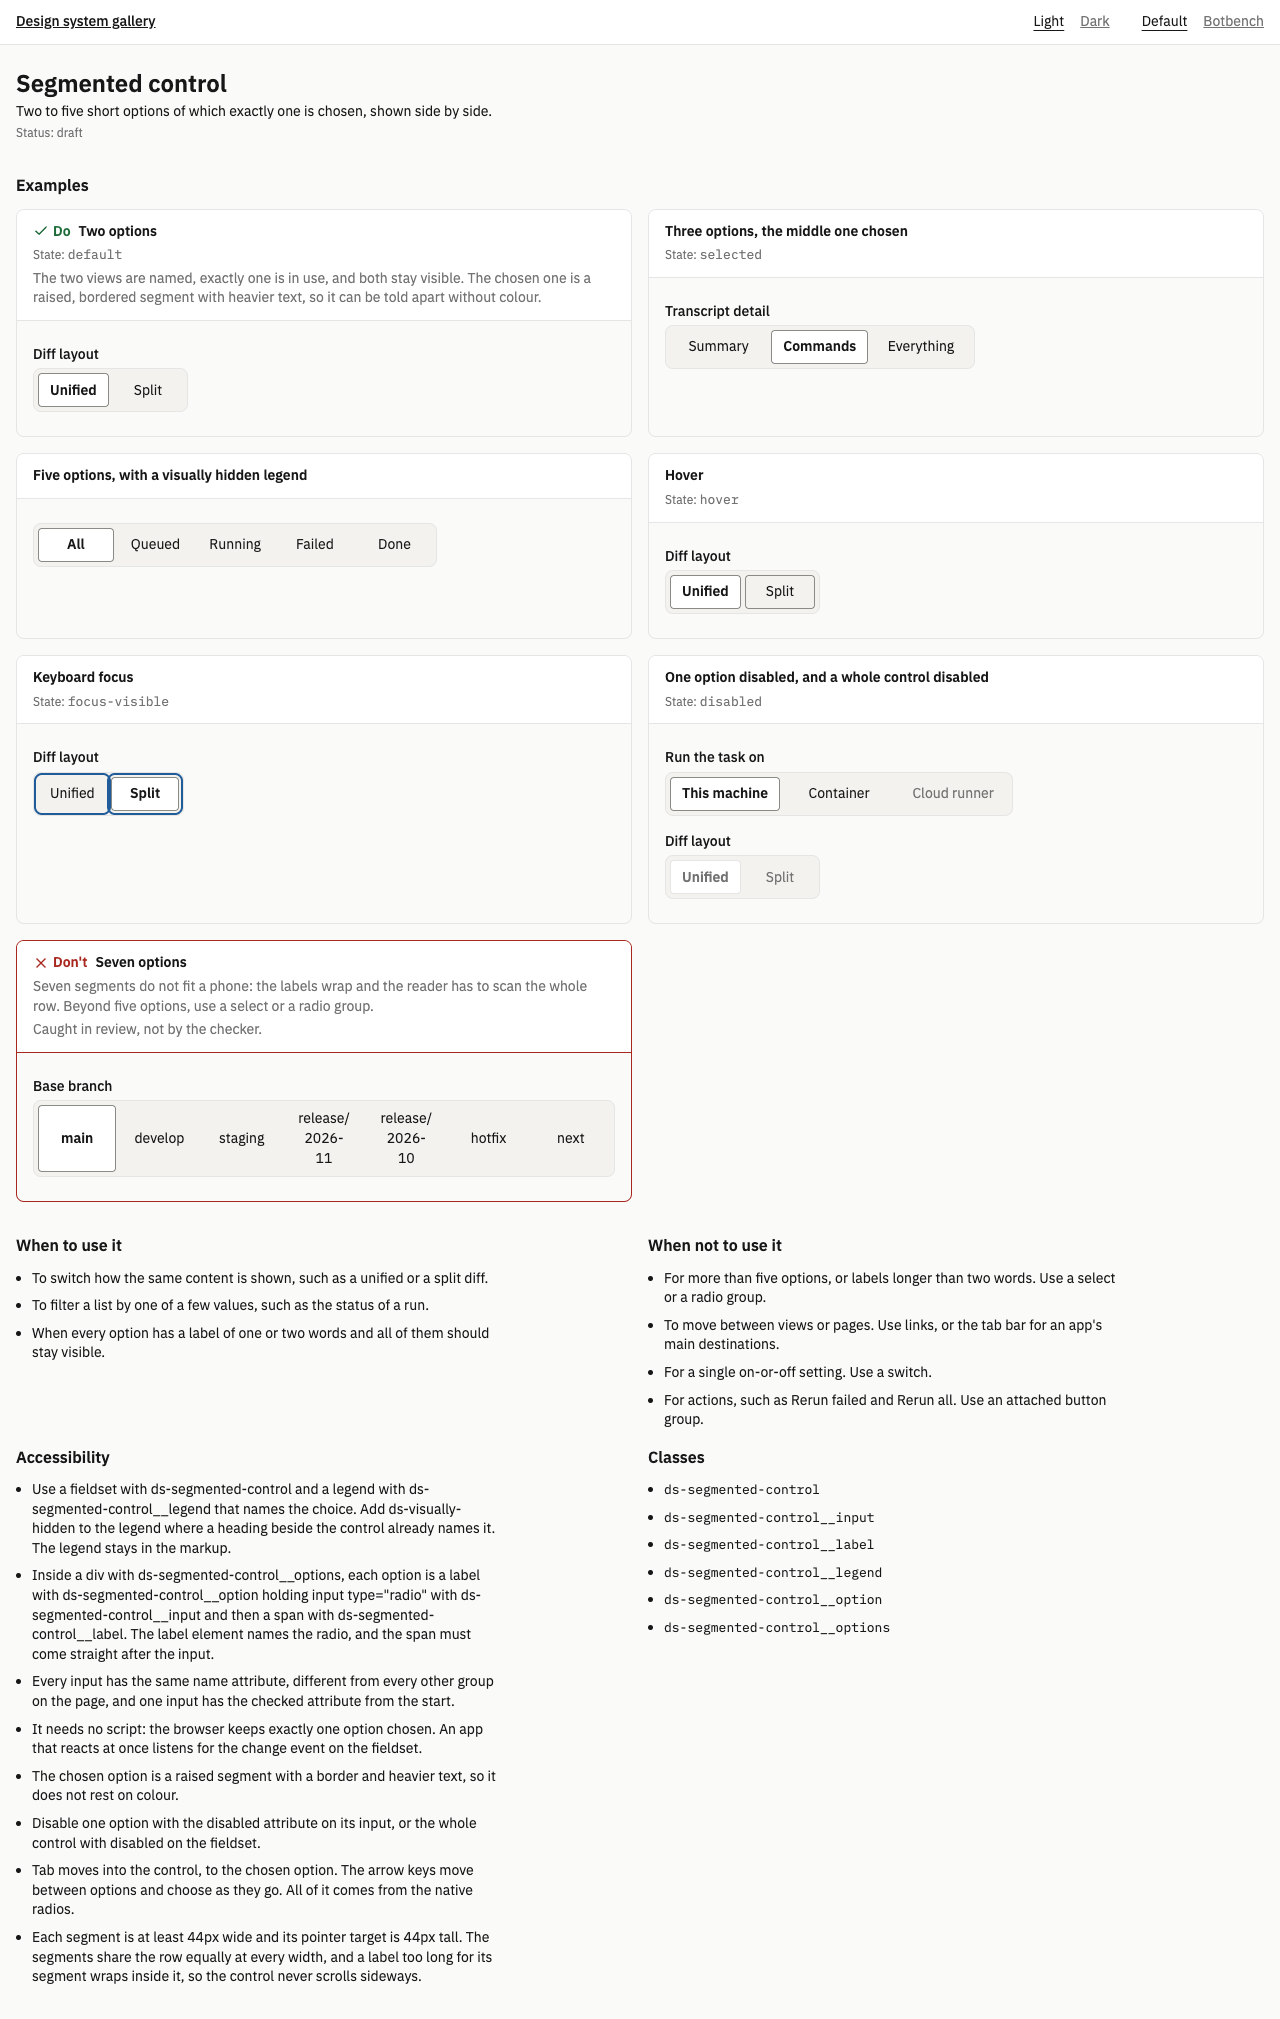 Design system gallery
Light Dark Default Botbench
Segmented control
Two to five short options of which exactly one is chosen, shown side by side.
Status: draft
Examples
Do Two options
State: default
The two views are named, exactly one is in use, and both stay visible. The chosen one is a
raised, bordered segment with heavier text, so it can be told apart without colour.
Diff layout
Unified Split
Three options, the middle one chosen
State: selected
Transcript detail
Summary Commands Everything
Five options, with a visually hidden legend
All Queued Running Failed Done
Hover
State: hover
Diff layout
Unified Split
Keyboard focus
State: focus-visible
Diff layout
Unified Split
One option disabled, and a whole control disabled
State: disabled
Run the task on
This machine Container Cloud runner
Diff layout
Unified Split
Don't Seven options
Seven segments do not fit a phone: the labels wrap and the reader has to scan the whole
row. Beyond five options, use a select or a radio group.
Caught in review, not by the checker.
Base branch
main develop staging release/2026-11 release/2026-10 hotfix next
When to use it
To switch how the same content is shown, such as a unified or a split diff.
To filter a list by one of a few values, such as the status of a run.
When every option has a label of one or two words and all of them should
stay visible.
When not to use it
For more than five options, or labels longer than two words. Use a select
or a radio group.
To move between views or pages. Use links, or the tab bar for an app's
main destinations.
For a single on-or-off setting. Use a switch.
For actions, such as Rerun failed and Rerun all. Use an attached button
group.
Accessibility
Use a fieldset with ds-segmented-control and a legend with ds-
segmented-control__legend that names the choice. Add ds-visually-
hidden to the legend where a heading beside the control already names it.
The legend stays in the markup.
Inside a div with ds-segmented-control__options, each option is a label
with ds-segmented-control__option holding input type="radio" with ds-
segmented-control__input and then a span with ds-segmented-
control__label. The label element names the radio, and the span must
come straight after the input.
Every input has the same name attribute, different from every other group
on the page, and one input has the checked attribute from the start.
It needs no script: the browser keeps exactly one option chosen. An app
that reacts at once listens for the change event on the fieldset.
The chosen option is a raised segment with a border and heavier text, so it
does not rest on colour.
Disable one option with the disabled attribute on its input, or the whole
control with disabled on the fieldset.
Tab moves into the control, to the chosen option. The arrow keys move
between options and choose as they go. All of it comes from the native
radios.
Each segment is at least 44px wide and its pointer target is 44px tall. The
segments share the row equally at every width, and a label too long for its
segment wraps inside it, so the control never scrolls sideways.
Classes
ds-segmented-control
ds-segmented-control__input
ds-segmented-control__label
ds-segmented-control__legend
ds-segmented-control__option
ds-segmented-control__options